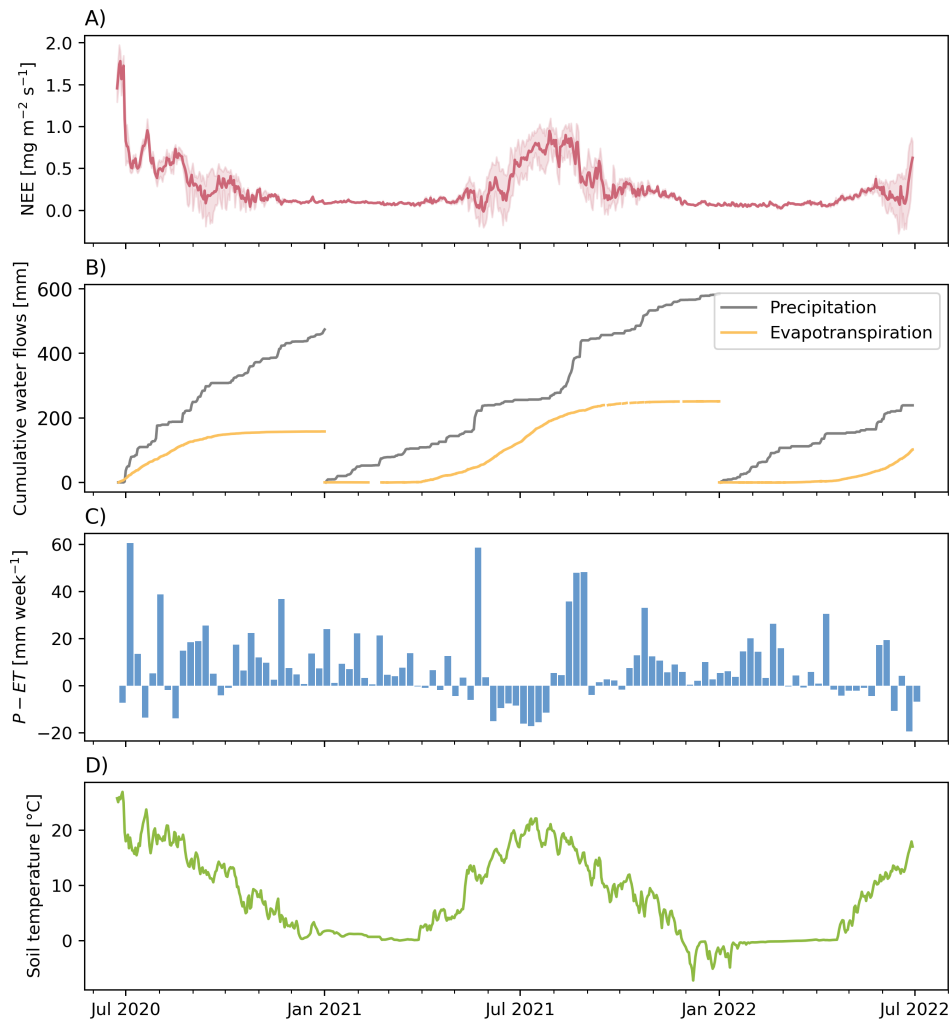 A)
NEE [mg m⁻² s⁻¹]
2.0
1.5
1.0
0.5
0.0
B)
Cumulative water flows [mm]
600
400
200
0
Precipitation
Evapotranspiration
C)
P − ET [mm week⁻¹]
60
40
20
0
−20
D)
Soil temperature [°C]
20
10
0
Jul 2020
Jan 2021
Jul 2021
Jan 2022
Jul 2022